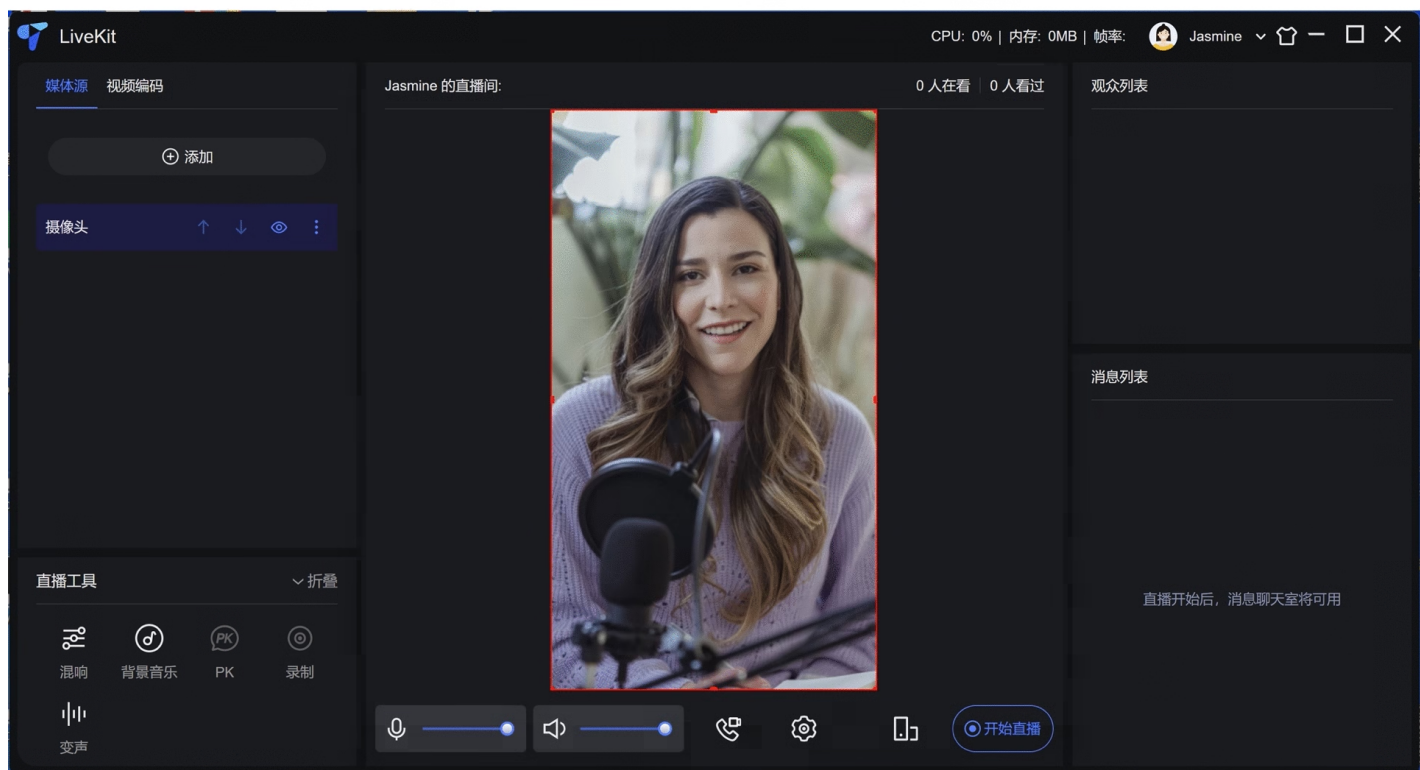 LiveKit
CPU: 0% | 内存: 0MB | 帧率:
Jasmine
媒体源 视频编码
添加
摄像头
直播工具
折叠
混响 背景音乐 PK 录制
变声
Jasmine 的直播间:
0 人在看 0 人看过
开始直播
观众列表
消息列表
直播开始后，消息聊天室将可用